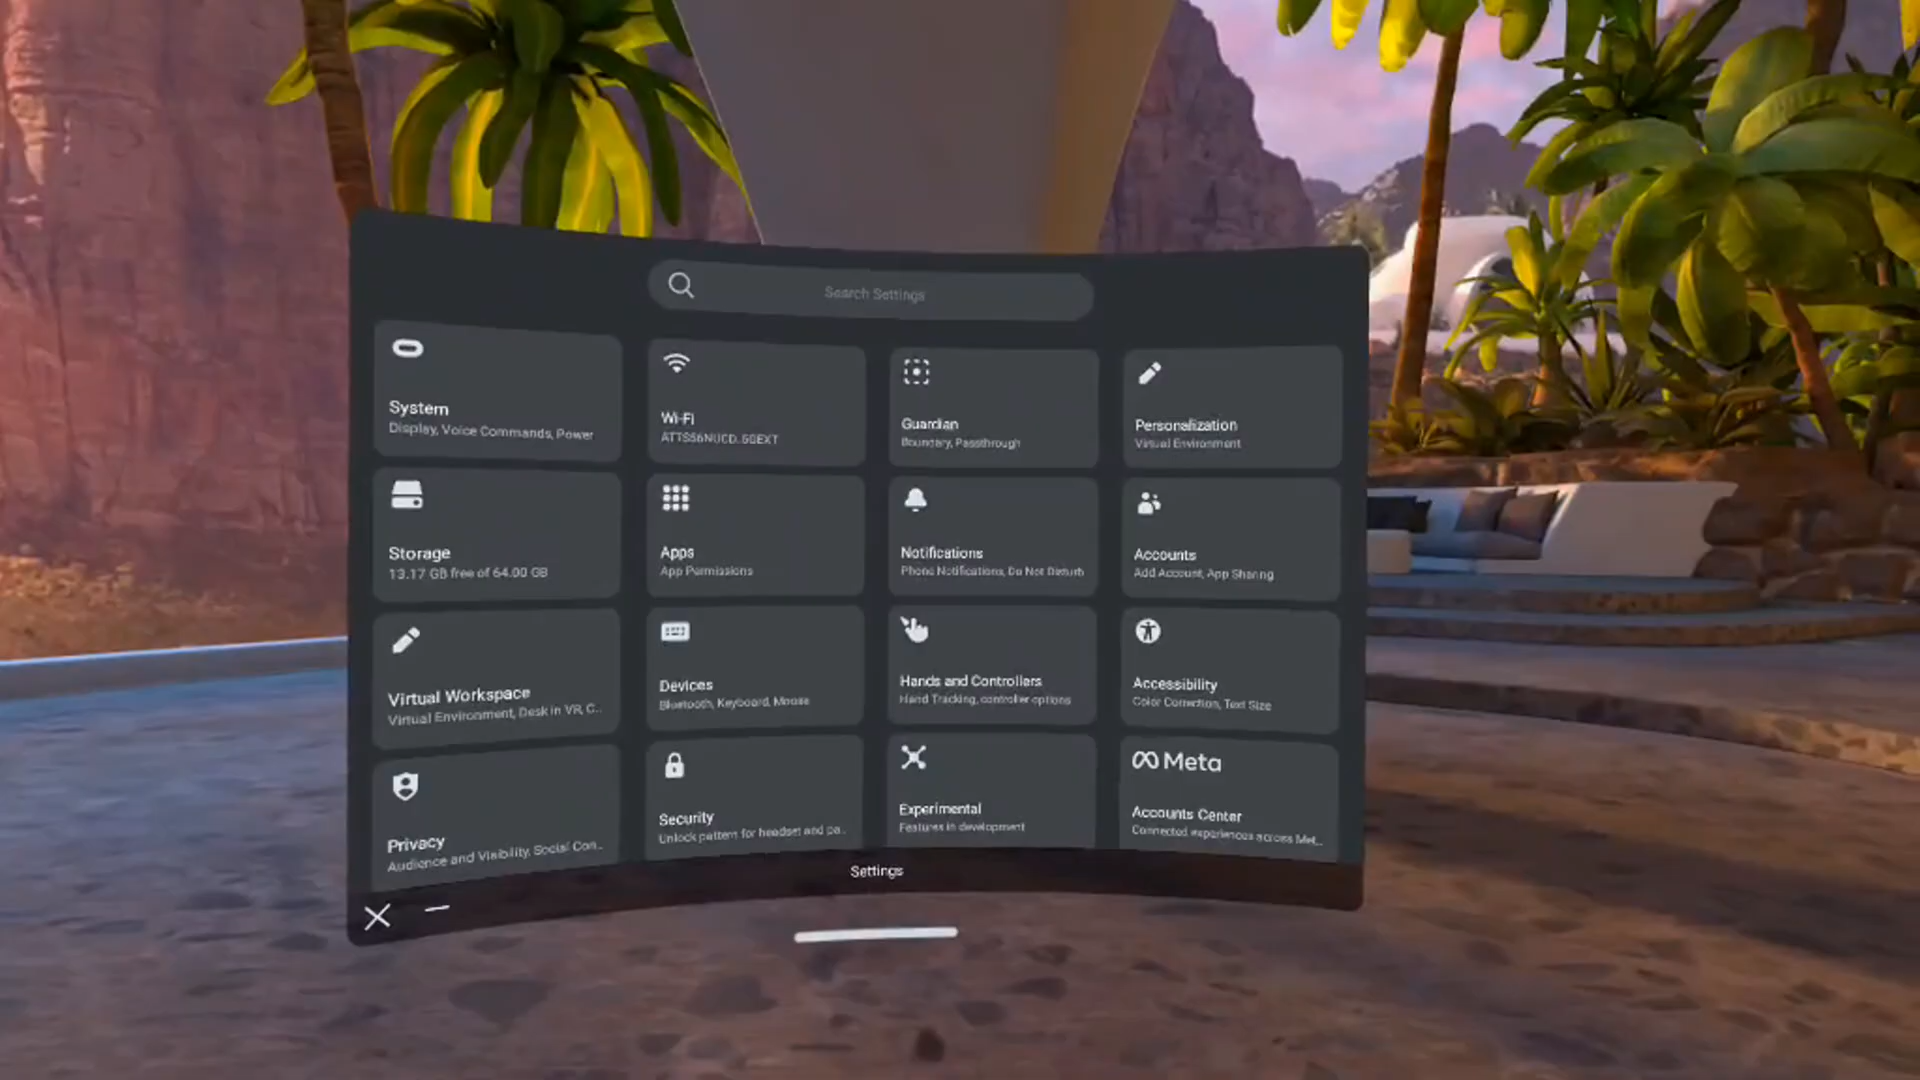 Search Settings
System
Display, Voice Commands, Power
Wi-Fi
Guardian
Boundary, Passthrough
Personalization
Virtual Environment
Storage
13.17 GB free of 64.00 GB
Apps
App Permissions
Notifications
Phone Notifications, Do Not Disturb
Accounts
Add Account, App Sharing
Virtual Workspace
Virtual Environment, Desk in VR, C..
Devices
Bluetooth, Keyboard, Mouse
Hands and Controllers
Hand Tracking, controller options
Accessibility
Color Correction, Text Size
Privacy
Audience and Visibility, Social Con..
Security
Unlock pattern for headset and pa..
Experimental
Features in development
Meta
Accounts Center
Connected experiences across Met..
Settings